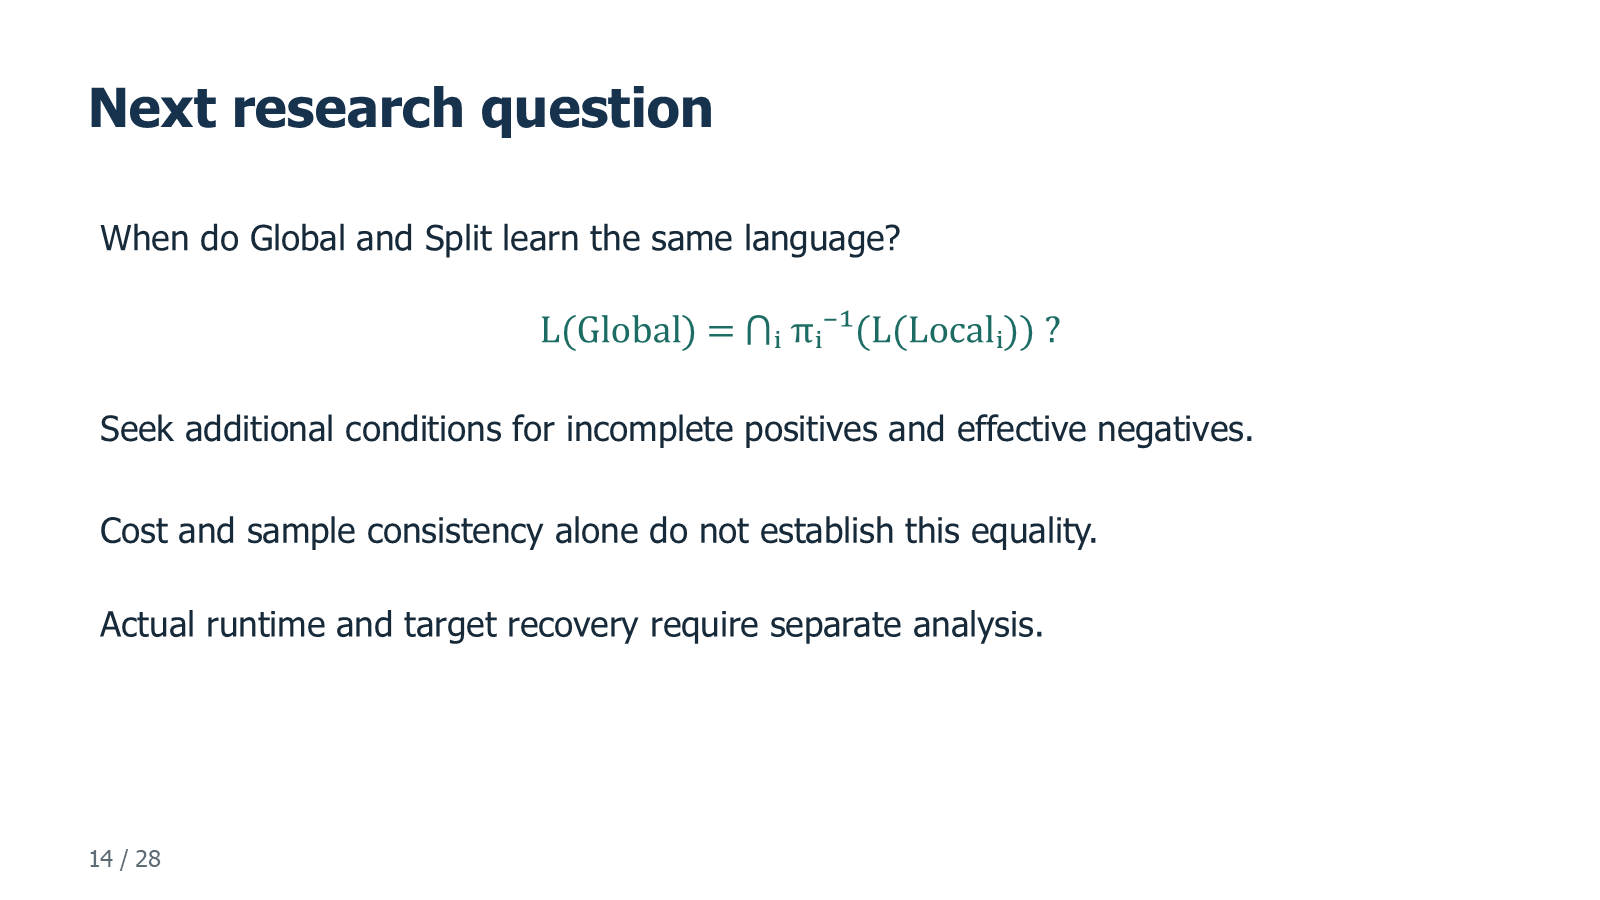 Next research question
When do Global and Split learn the same language?
L(Global) = ⋂ᵢ πᵢ⁻¹(L(Localᵢ)) ?
Seek additional conditions for incomplete positives and effective negatives.
Cost and sample consistency alone do not establish this equality.
Actual runtime and target recovery require separate analysis.
14 / 28